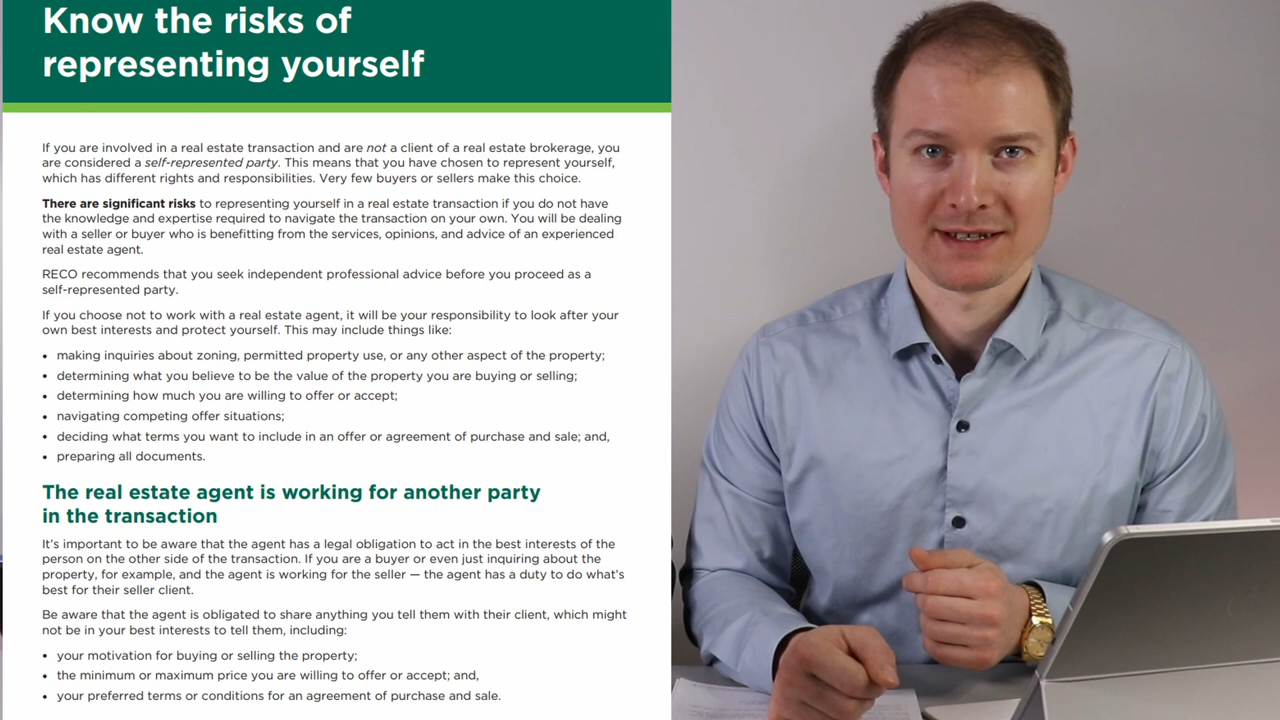 Know the risks of
representing yourself
If you are involved in a real estate transaction and are not a client of a real estate brokerage, you
are considered a self-represented party. This means that you have chosen to represent yourself,
which has different rights and responsibilities. Very few buyers or sellers make this choice.
There are significant risks to representing yourself in a real estate transaction if you do not have
the knowledge and expertise required to navigate the transaction on your own. You will be dealing
with a seller or buyer who is benefitting from the services, opinions, and advice of an experienced
real estate agent.
RECO recommends that you seek independent professional advice before you proceed as a
self-represented party.
If you choose not to work with a real estate agent, it will be your responsibility to look after your
own best interests and protect yourself. This may include things like:
• making inquiries about zoning, permitted property use, or any other aspect of the property;
• determining what you believe to be the value of the property you are buying or selling;
• determining how much you are willing to offer or accept;
• navigating competing offer situations;
• deciding what terms you want to include in an offer or agreement of purchase and sale; and,
• preparing all documents.
The real estate agent is working for another party
in the transaction
It's important to be aware that the agent has a legal obligation to act in the best interests of the
person on the other side of the transaction. If you are a buyer or even just inquiring about the
property, for example, and the agent is working for the seller — the agent has a duty to do what's
best for their seller client.
Be aware that the agent is obligated to share anything you tell them with their client, which might
not be in your best interests to tell them, including:
• your motivation for buying or selling the property;
• the minimum or maximum price you are willing to offer or accept; and,
• your preferred terms or conditions for an agreement of purchase and sale.